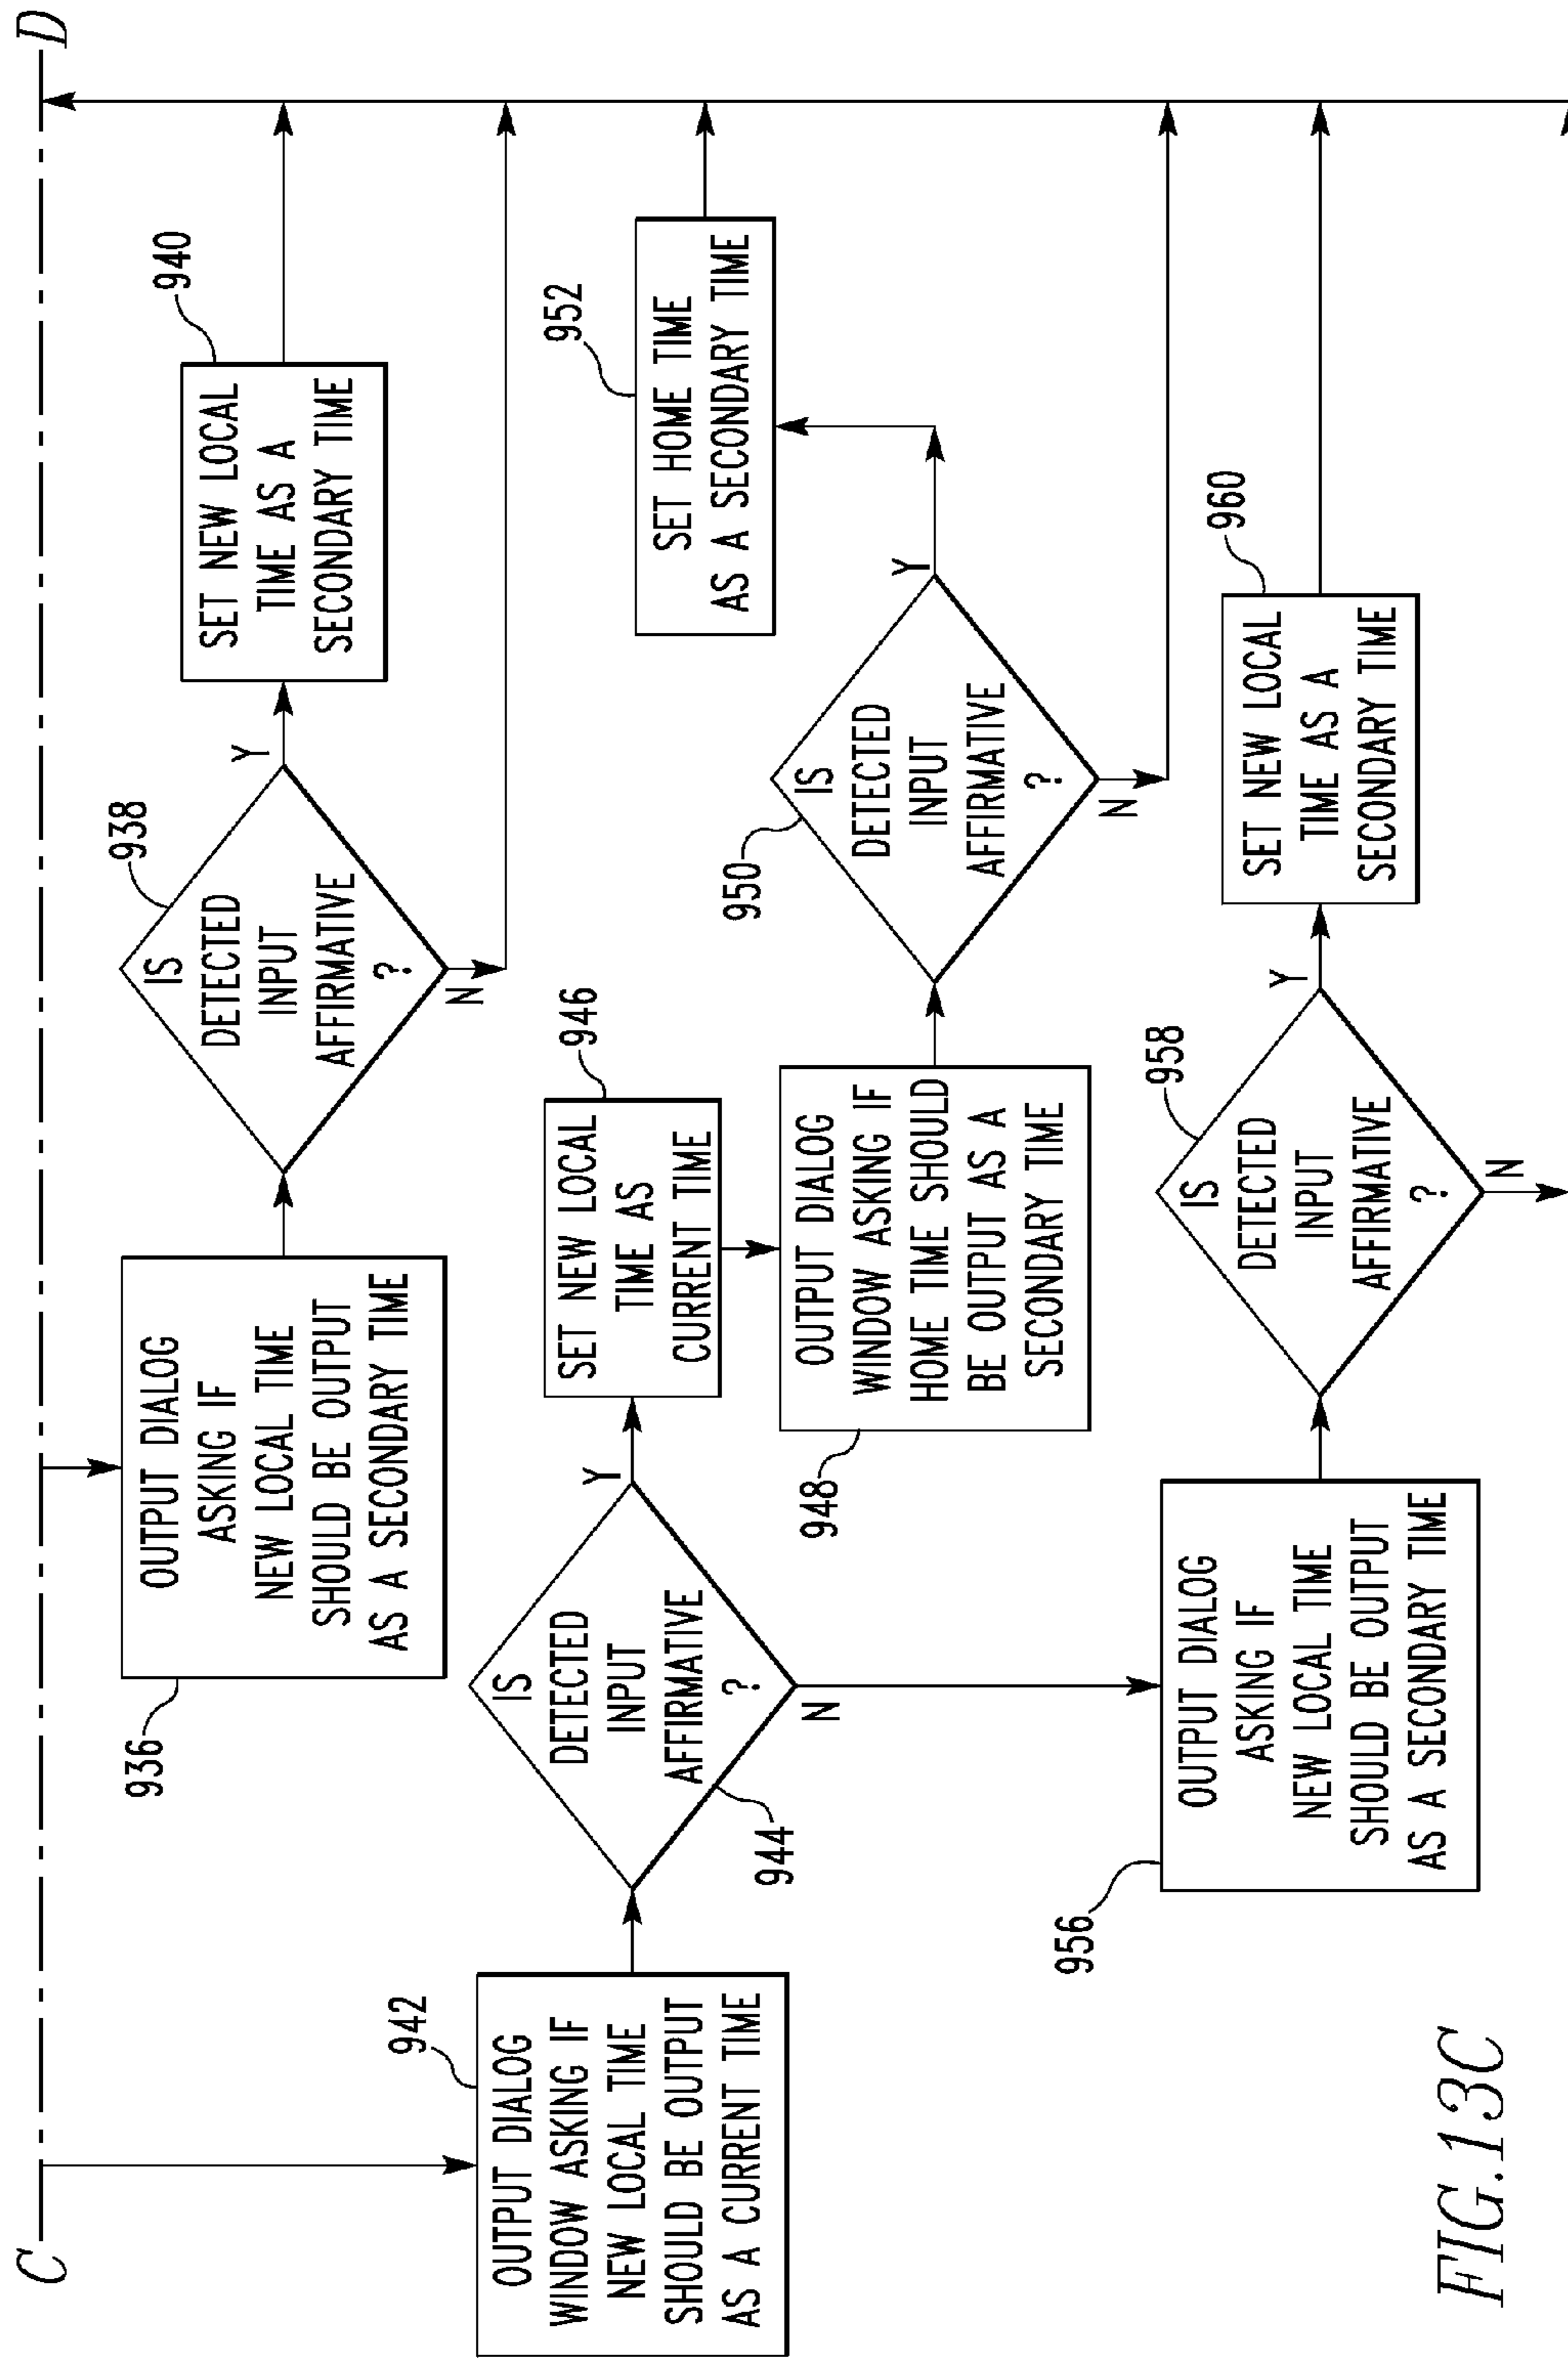 C
D
936
OUTPUT DIALOG
ASKING IF
NEW LOCAL TIME
SHOULD BE OUTPUT
AS A SECONDARY TIME
938
IS
DETECTED
INPUT
AFFIRMATIVE
?
Y
N
940
SET NEW LOCAL
TIME AS A
SECONDARY TIME
942
OUTPUT DIALOG
WINDOW ASKING IF
NEW LOCAL TIME
SHOULD BE OUTPUT
AS A CURRENT TIME
944
IS
DETECTED
INPUT
AFFIRMATIVE
?
Y
N
946
SET NEW LOCAL
TIME AS
CURRENT TIME
948
OUTPUT DIALOG
WINDOW ASKING IF
HOME TIME SHOULD
BE OUTPUT AS A
SECONDARY TIME
950
IS
DETECTED
INPUT
AFFIRMATIVE
?
Y
N
952
SET HOME TIME
AS A SECONDARY TIME
956
OUTPUT DIALOG
ASKING IF
NEW LOCAL TIME
SHOULD BE OUTPUT
AS A SECONDARY TIME
958
IS
DETECTED
INPUT
AFFIRMATIVE
?
Y
N
960
SET NEW LOCAL
TIME AS A
SECONDARY TIME
FIG.13C